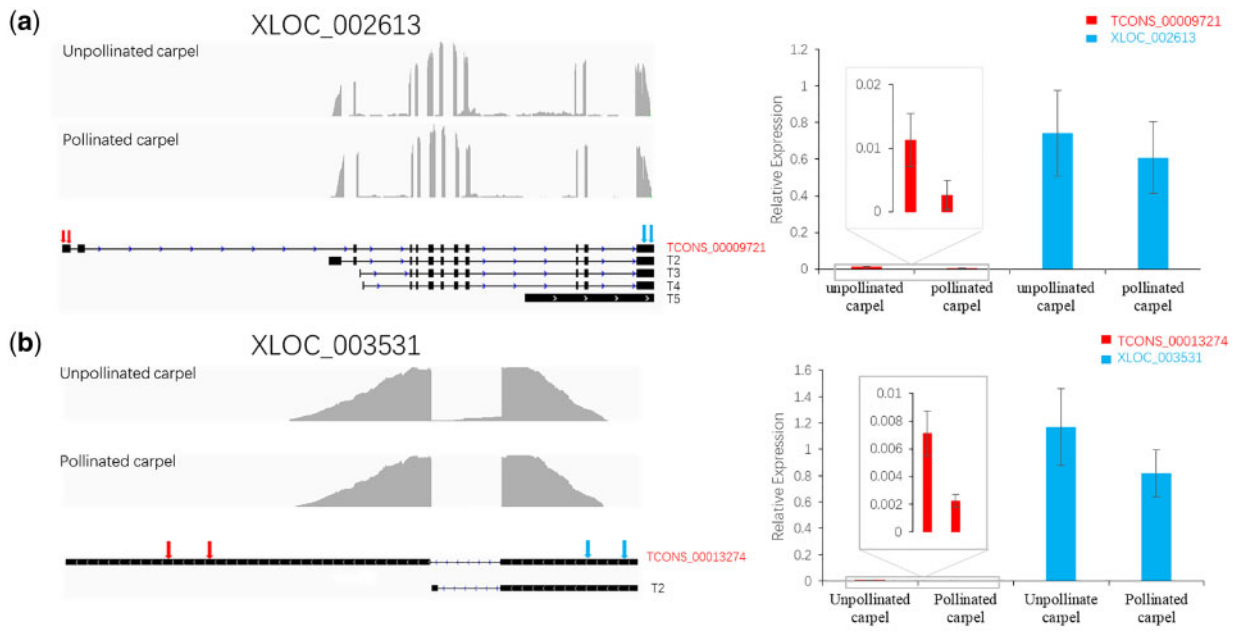 (a)
XLOC_002613
Unpollinated carpel
Pollinated carpel
TCONS_00009721
T2
T3
T4
T5
TCONS_00009721
XLOC_002613
Relative Expression
1.2
1
0.8
0.6
0.4
0.2
0
0.02
0.01
0
unpollinated carpel
pollinated carpel
unpollinated carpel
pollinated carpel
(b)
XLOC_003531
Unpollinated carpel
Pollinated carpel
TCONS_00013274
T2
TCONS_00013274
XLOC_003531
Relative Expression
1.6
1.4
1.2
1
0.8
0.6
0.4
0.2
0
0.01
0.008
0.006
0.004
0.002
0
Unpollinated carpel
Pollinated carpel
Unpollinate carpel
Pollinated carpel